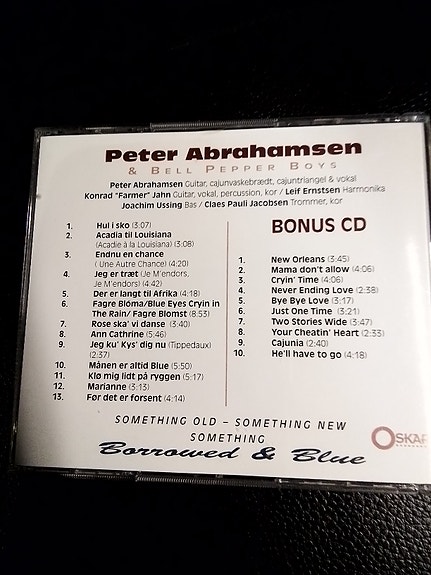 Peter Abrahamsen
& BELL PEPPER BOYS
Peter Abrahamsen Guitar, cajunvaskebrædt, cajuntriangel & vokal
Konrad "Farmer" Jahn Guitar, vokal, percussion, kor / Leif Ernstsen Harmonika
Joachim Ussing Bas / Claes Pauli Jacobsen Trommer, kor
1. Hul i sko (3:07)
2. Acadia til Louisiana
(Acadie à la Louisiana) (3:08)
3. Endnu en chance
( Une Autre Chance) (4:20)
4. Jeg er træt (Je M'endors,
Je M'endors) (4:42)
5. Der er langt til Afrika (4:18)
6. Fagre Blóma/Blue Eyes Cryin in
The Rain/ Fagre Blomst (8:53)
7. Rose ska' vi danse (3:40)
8. Ann Cathrine (5:46)
9. Jeg ku' Kys' dig nu (Tippedaux)
(2:37)
10. Månen er altid Blue (5:50)
11. Klø mig lidt på ryggen (5:17)
12. Marianne (3:13)
13. Før det er forsent (4:14)
BONUS CD
1. New Orleans (3:45)
2. Mama don't allow (4:06)
3. Cryin' Time (4:06)
4. Never Ending Love (2:38)
5. Bye Bye Love (3:17)
6. Just One Time (3:21)
7. Two Stories Wide (3:47)
8. Your Cheatin' Heart (2:33)
9. Cajunia (2:40)
10. He'll have to go (4:18)
SOMETHING OLD – SOMETHING NEW
SOMETHING
Borrowed & Blue
OSKAR